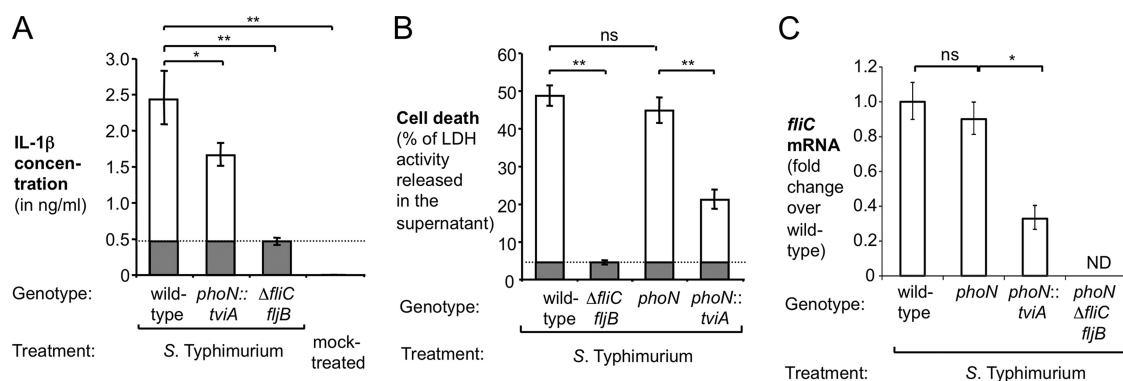 A
**
**
*
3.0
2.5
2.0
1.5
1.0
0.5
0
IL-1β
concen-
tration
(in ng/ml)
Genotype:
wild-
type
phoN::
tviA
ΔfliC
fljB
mock-
treated
Treatment:
S. Typhimurium
B
ns
**
**
60
50
40
30
20
10
0
Cell death
(% of LDH
activity
released
in the
supernatant)
Genotype:
wild-
type
ΔfliC
fljB
phoN
phoN::
tviA
Treatment:
S. Typhimurium
C
ns
*
1.2
1.0
0.8
0.6
0.4
0.2
0
fliC
mRNA
(fold
change
over
wild-
type)
ND
Genotype:
wild-
type
phoN
phoN::
tviA
phoN
ΔfliC
fljB
Treatment:
S. Typhimurium